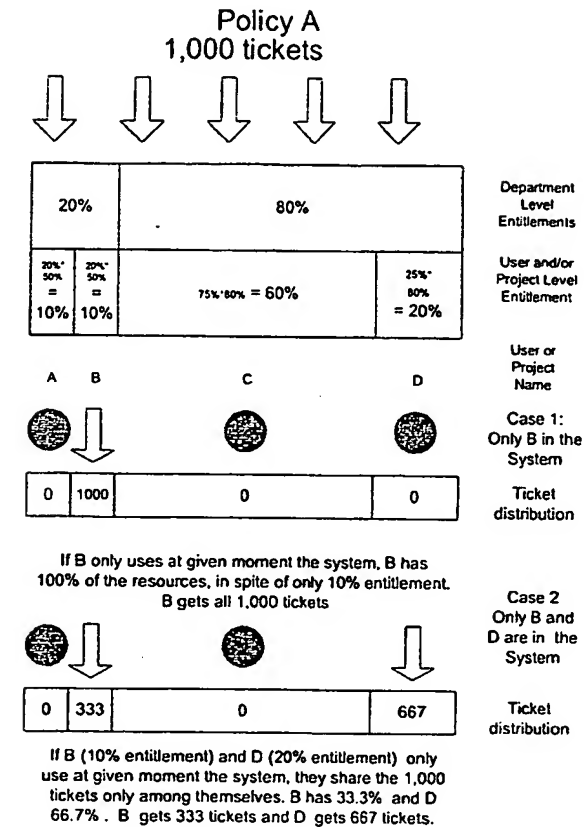 Policy A
1,000 tickets
20%
80%
Department
Level
Entitlements
20%*
50%
=
10%
20%*
50%
=
10%
75%*80% = 60%
25%*
80%
= 20%
User and/or
Project Level
Entitlement
User or
Project
Name
A
B
C
D
Case 1:
Only B in the
System
0
1000
0
0
Ticket
distribution
If B only uses at given moment the system, B has
100% of the resources, in spite of only 10% entitlement.
B gets all 1,000 tickets
Case 2
Only B and
D are in the
System
0
333
0
667
Ticket
distribution
If B (10% entitlement) and D (20% entitlement) only
use at given moment the system, they share the 1,000
tickets only among themselves. B has 33.3% and D
66.7% . B gets 333 tickets and D gets 667 tickets.